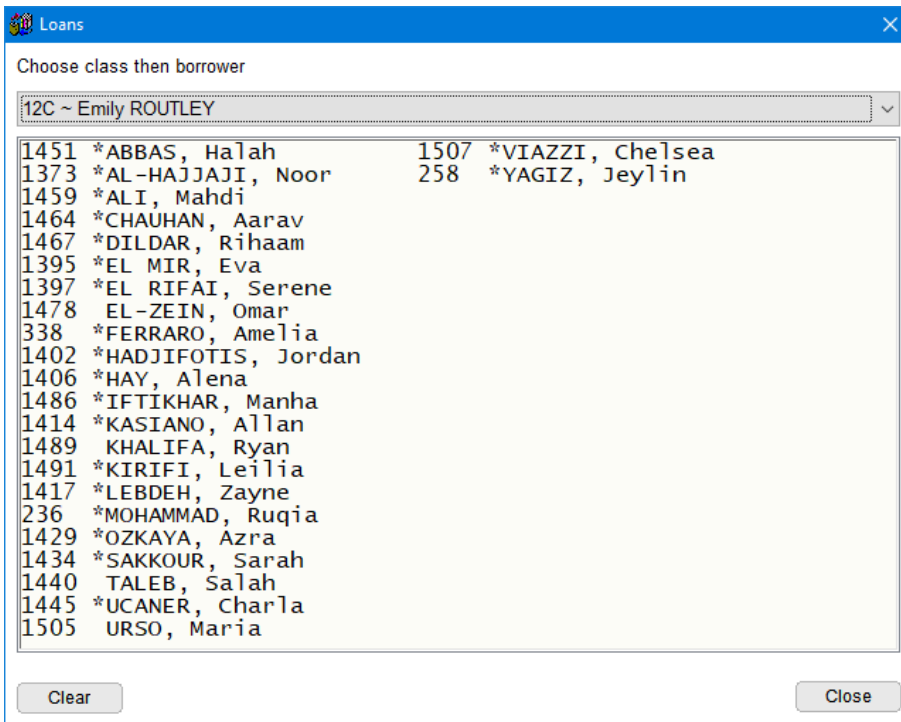 Loans
Choose class then borrower
12C ~ Emily ROUTLEY
1451 *ABBAS, Halah
1373 *AL-HAJJAJI, Noor
1459 *ALI, Mahdi
1464 *CHAUHAN, Aarav
1467 *DILDAR, Rihaam
1395 *EL MIR, Eva
1397 *EL RIFAI, Serene
1478 EL-ZEIN, Omar
338 *FERRARO, Amelia
1402 *HADJIFOTIS, Jordan
1406 *HAY, Alena
1486 *IFTIKHAR, Manha
1414 *KASIANO, Allan
1489 KHALIFA, Ryan
1491 *KIRIFI, Leilia
1417 *LEBDEH, Zayne
236 *MOHAMMAD, Ruqia
1429 *OZKAYA, Azra
1434 *SAKKOUR, Sarah
1440 TALEB, Salah
1445 *UCANER, Charla
1505 URSO, Maria
1507 *VIAZZI, Chelsea
258 *YAGIZ, Jeylin
Clear
Close